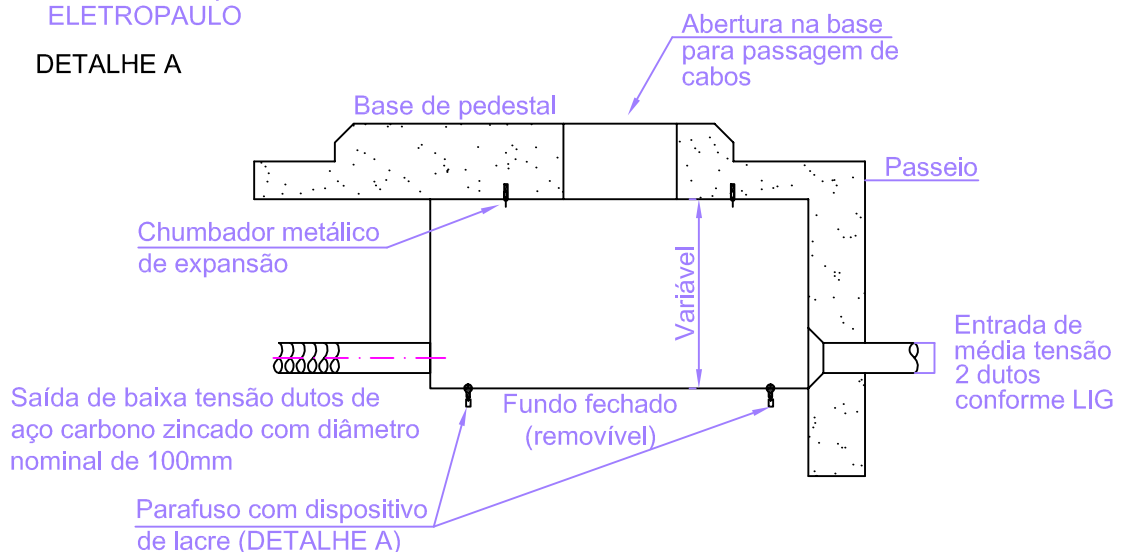 ELETROPAULO
DETALHE A
Abertura na base
para passagem de
cabos
Base de pedestal
Passeio
Chumbador metálico
de expansão
Variável
Entrada de
média tensão
2 dutos
conforme LIG
Saída de baixa tensão dutos de
aço carbono zincado com diâmetro
nominal de 100mm
Fundo fechado
(removível)
Parafuso com dispositivo
de lacre (DETALHE A)